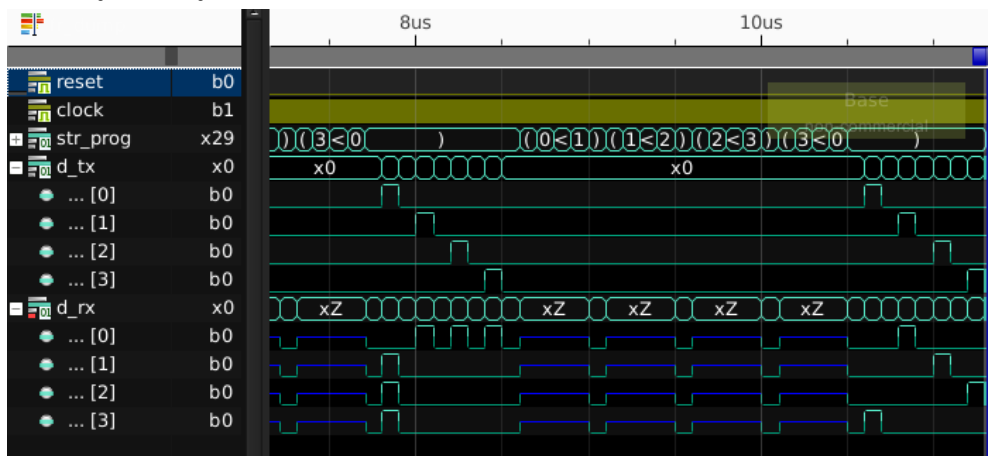 8us 10us
reset b0
clock b1
Base
non-commercial
str_prog x29 ) ( ( 3<0 ) ( ( 0<1 ) ( ( 1<2 ) ( ( 2<3 ) ( ( 3<0 )
d_tx x0 x0 x0
... [0] b0
... [1] b0
... [2] b0
... [3] b0
d_rx x0 xZ xZ xZ xZ xZ
... [0] b0
... [1] b0
... [2] b0
... [3] b0